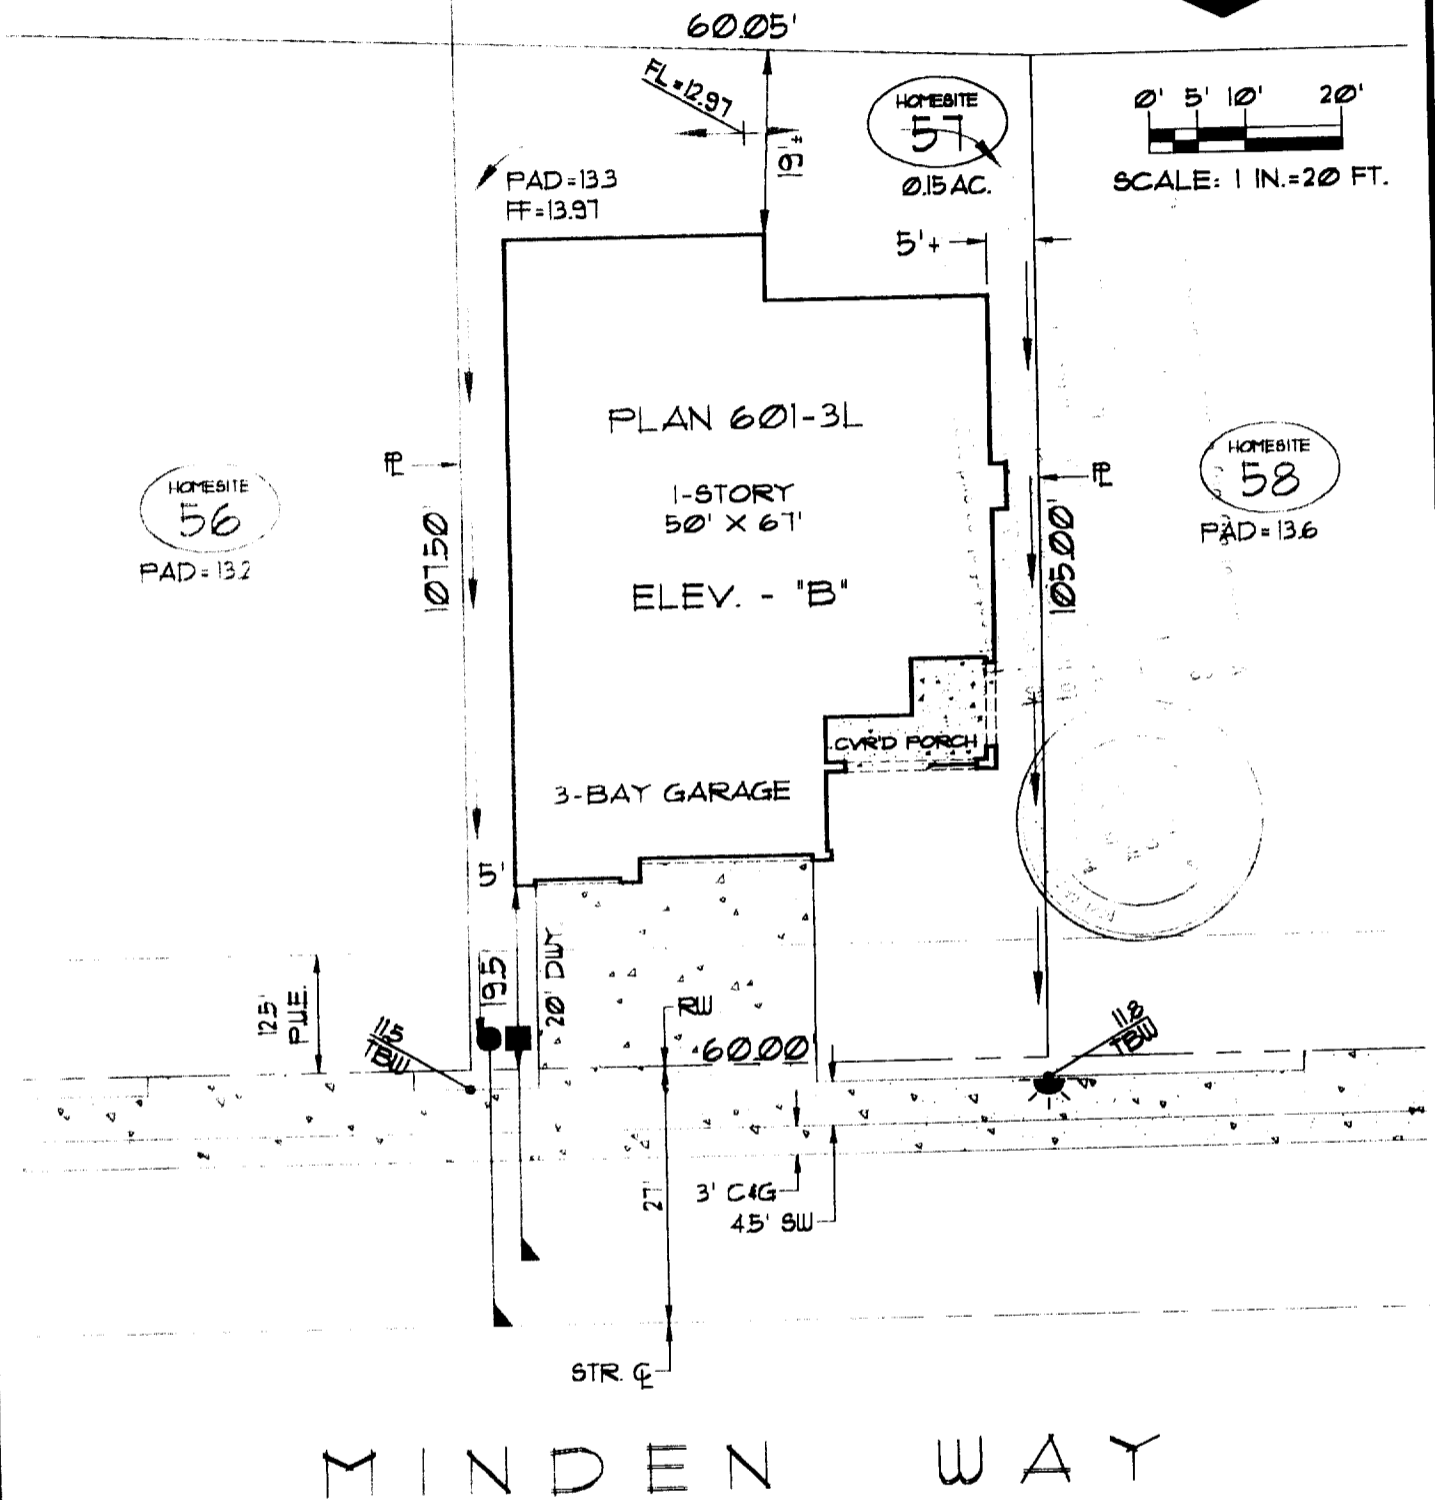 60.05'
FL=12.97
HOMESITE
57
0.15 AC.
0' 5' 10' 20'
SCALE: 1 IN.=20 FT.
19'+
PAD=13.3
FF=13.97
5'+
PLAN 601-3L
1-STORY
50' X 67'
ELEV. - "B"
HOMESITE
56
PAD=13.2
PL
107.50'
PL
105.00'
HOMESITE
58
PAD=13.6
CVR'D PORCH
3-BAY GARAGE
5'
19.5'
20' DWY
12.5'
P.U.E.
11.5
TBW
R/W
60.00'
11.8
TBW
27'
3' C&G
4.5' SW
STR. CL
MINDEN WAY